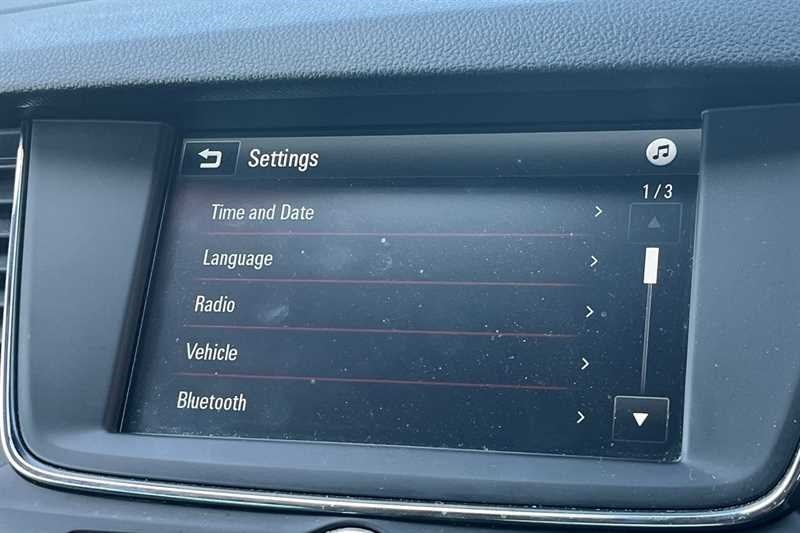 Settings
1/3
Time and Date
Language
Radio
Vehicle
Bluetooth